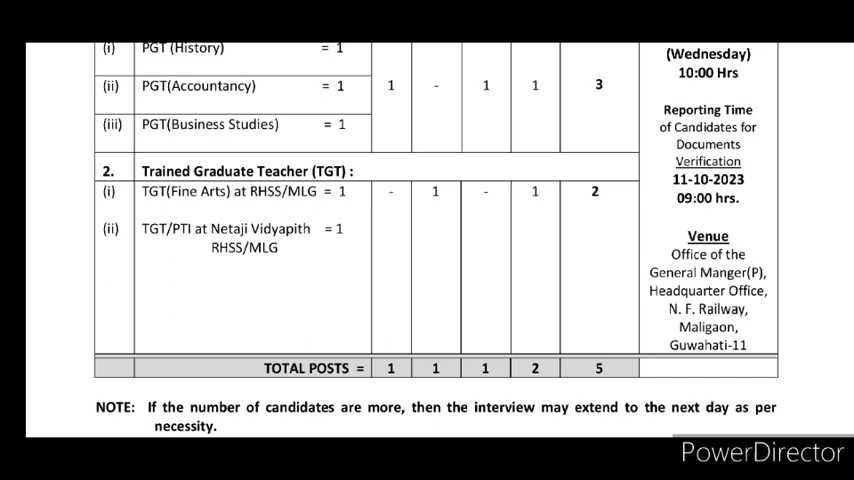 (i) PGT (History) = 1
(ii) PGT(Accountancy) = 1 1 - 1 1 3
(iii) PGT(Business Studies) = 1
2. Trained Graduate Teacher (TGT) :
(i) TGT(Fine Arts) at RHSS/MLG = 1 - 1 - 1 2
(ii) TGT/PTI at Netaji Vidyapith = 1
RHSS/MLG
TOTAL POSTS = 1 1 1 2 5
(Wednesday)
10:00 Hrs
Reporting Time
of Candidates for
Documents
Verification
11-10-2023
09:00 hrs.
Venue
Office of the
General Manger(P),
Headquarter Office,
N. F. Railway,
Maligaon,
Guwahati-11
NOTE: If the number of candidates are more, then the interview may extend to the next day as per
necessity.
PowerDirector